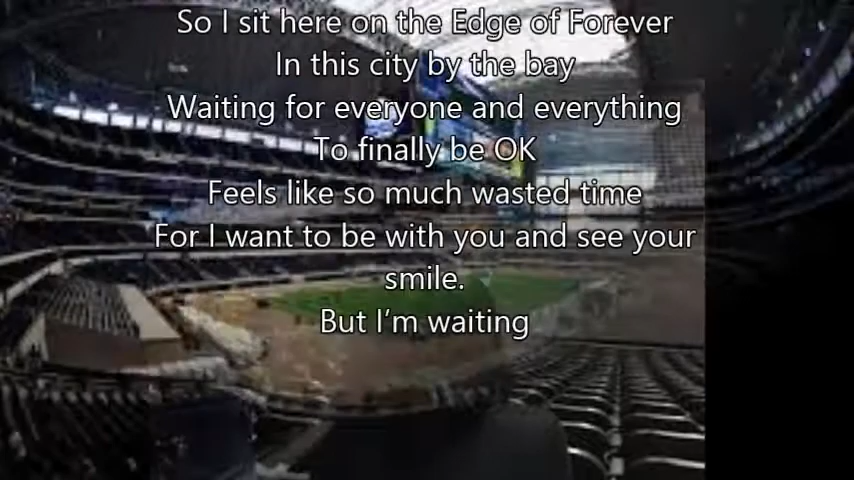 So I sit here on the Edge of Forever
In this city by the bay
Waiting for everyone and everything
To finally be OK
Feels like so much wasted time
For I want to be with you and see your
smile.
But I'm waiting